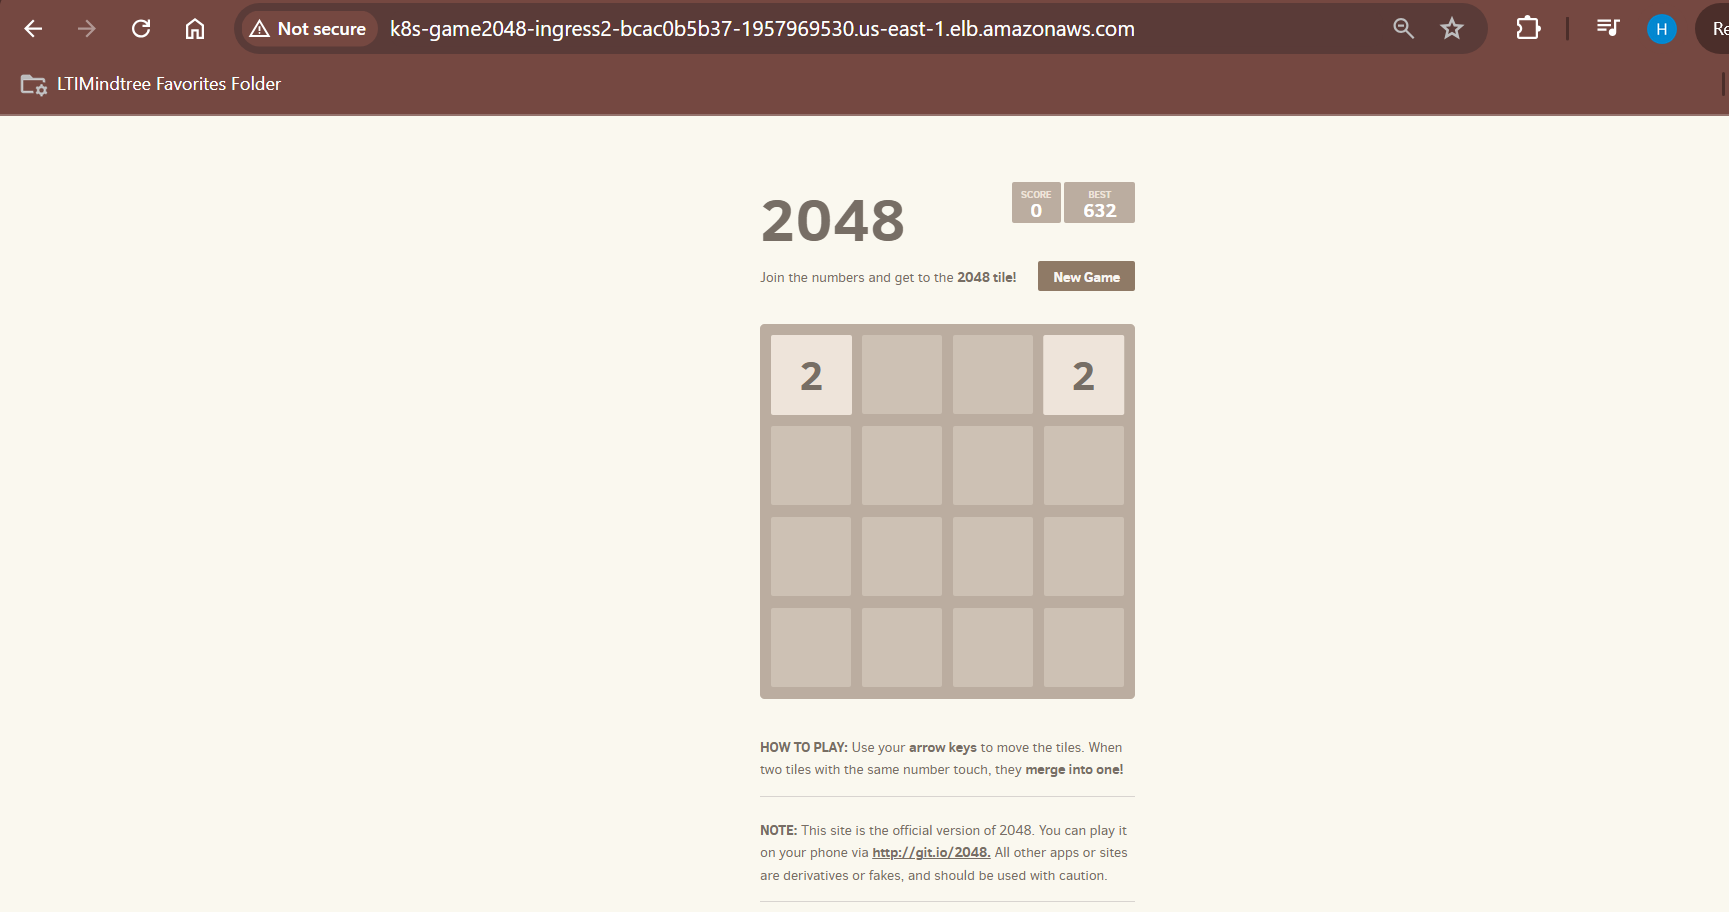 Not secure
k8s-game2048-ingress2-bcac0b5b37-1957969530.us-east-1.elb.amazonaws.com
H
Re
LTIMindtree Favorites Folder
2048
SCORE
0
BEST
632
Join the numbers and get to the 2048 tile!
New Game
2
2
HOW TO PLAY: Use your arrow keys to move the tiles. When
two tiles with the same number touch, they merge into one!
NOTE: This site is the official version of 2048. You can play it
on your phone via http://git.io/2048. All other apps or sites
are derivatives or fakes, and should be used with caution.